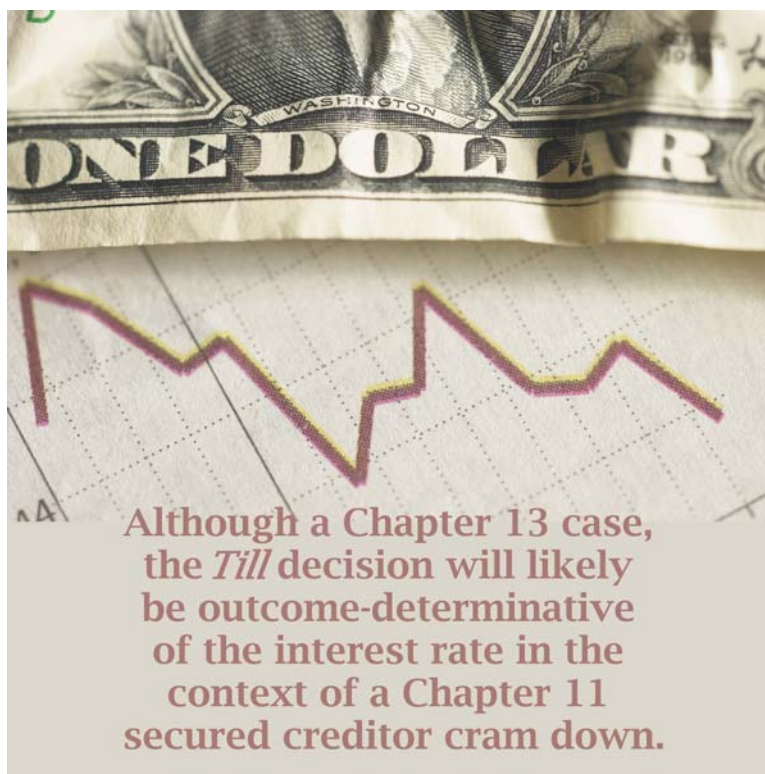 WASHINGTON
ONE DOLLAR
Although a Chapter 13 case,
the Till decision will likely
be outcome-determinative
of the interest rate in the
context of a Chapter 11
secured creditor cram down.